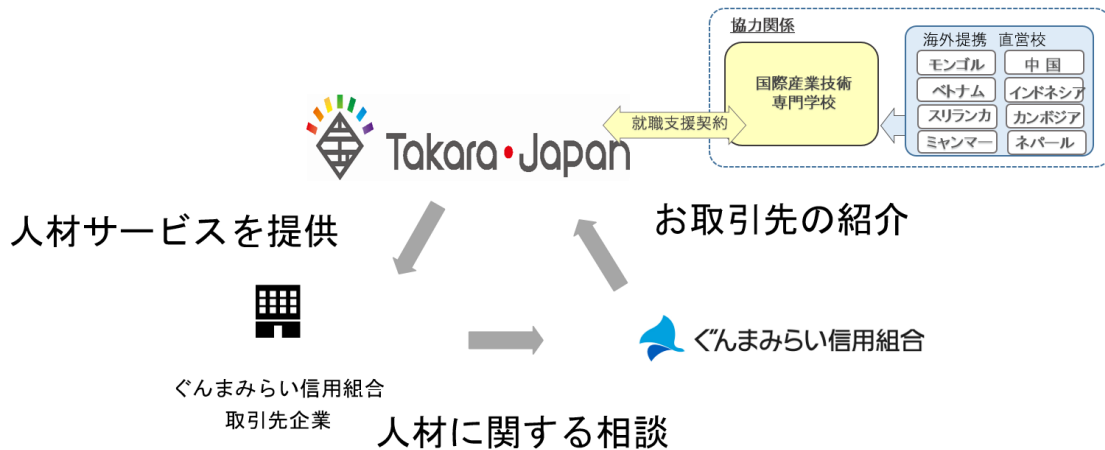 協力関係
海外提携 直営校
国際産業技術
専門学校
モンゴル
中 国
ベトナム
インドネシア
スリランカ
カンボジア
ミャンマー
ネパール
就職支援契約
Takara・Japan
人材サービスを提供
お取引先の紹介
ぐんまみらい信用組合
ぐんまみらい信用組合
取引先企業
人材に関する相談